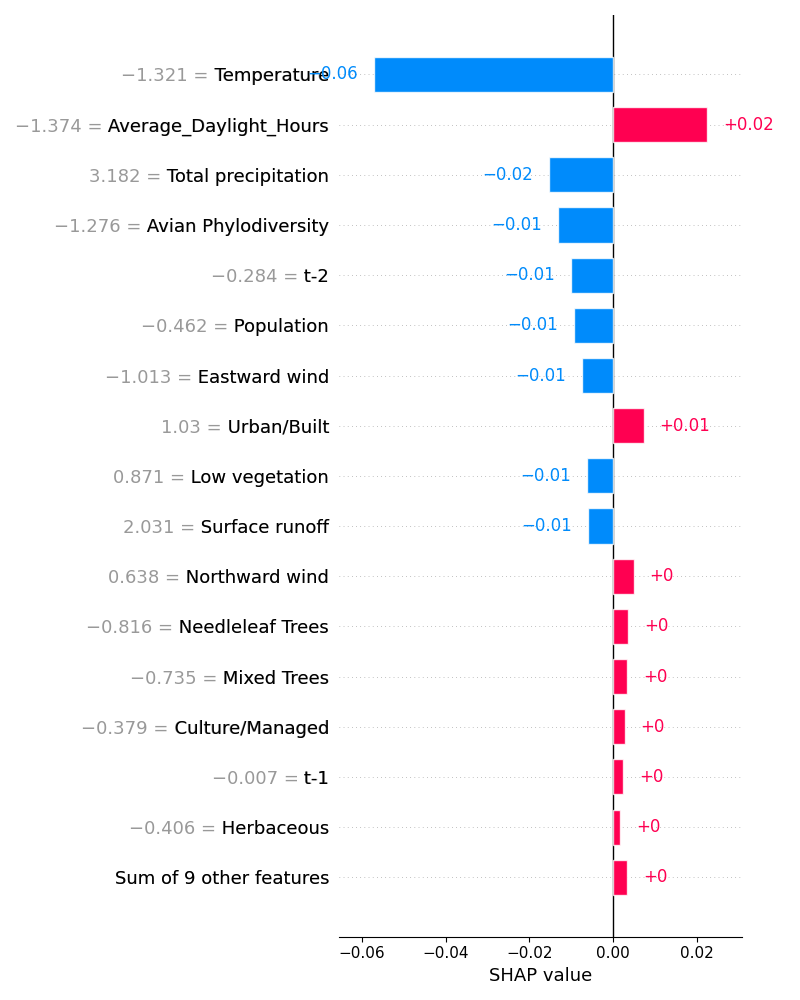 −1.321 = Temperature −0.06
−1.374 = Average_Daylight_Hours +0.02
3.182 = Total precipitation −0.02
−1.276 = Avian Phylodiversity −0.01
−0.284 = t-2 −0.01
−0.462 = Population −0.01
−1.013 = Eastward wind −0.01
1.03 = Urban/Built +0.01
0.871 = Low vegetation −0.01
2.031 = Surface runoff −0.01
0.638 = Northward wind +0
−0.816 = Needleleaf Trees +0
−0.735 = Mixed Trees +0
−0.379 = Culture/Managed +0
−0.007 = t-1 +0
−0.406 = Herbaceous +0
Sum of 9 other features +0
−0.06 −0.04 −0.02 0.00 0.02
SHAP value